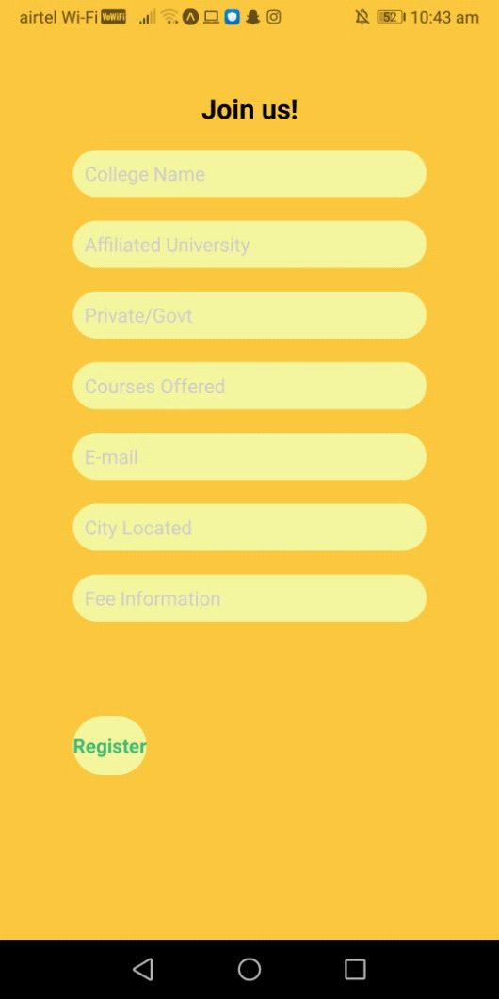 airtel Wi-Fi VoWiFi 52 10:43 am
Join us!
College Name
Affiliated University
Private/Govt
Courses Offered
E-mail
City Located
Fee Information
Register